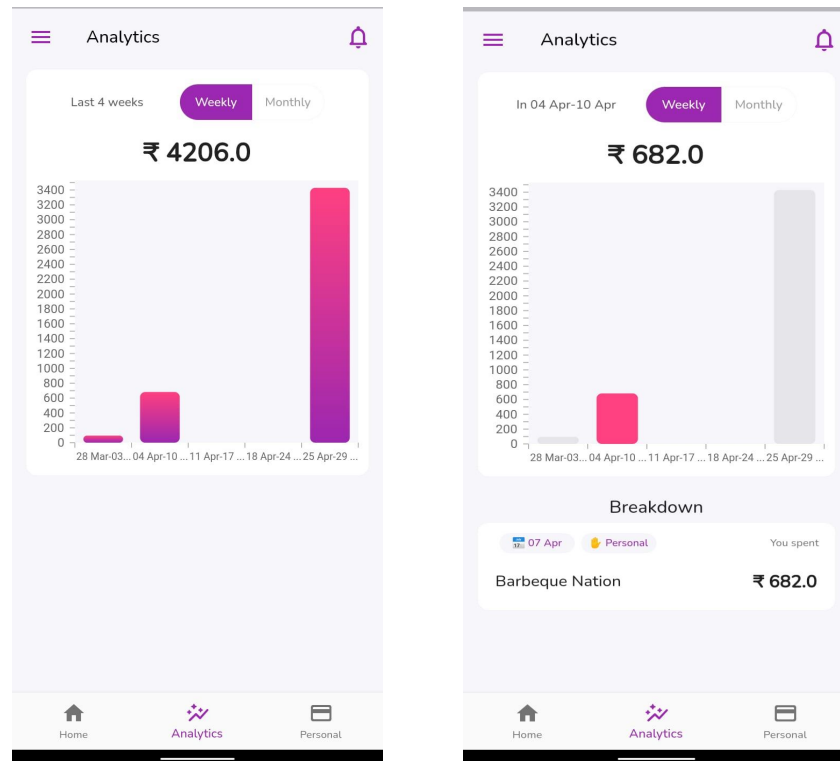 Analytics
Last 4 weeks
Weekly
Monthly
₹ 4206.0
3400
3200
3000
2800
2600
2400
2200
2000
1800
1600
1400
1200
1000
800
600
400
200
0
28 Mar-03... 04 Apr-10 ... 11 Apr-17 ... 18 Apr-24 ... 25 Apr-29 ...
Home
Analytics
Personal
Analytics
In 04 Apr-10 Apr
Weekly
Monthly
₹ 682.0
3400
3200
3000
2800
2600
2400
2200
2000
1800
1600
1400
1200
1000
800
600
400
200
0
28 Mar-03... 04 Apr-10 ... 11 Apr-17 ... 18 Apr-24 ... 25 Apr-29 ...
Breakdown
07 Apr
Personal
You spent
Barbeque Nation
₹ 682.0
Home
Analytics
Personal